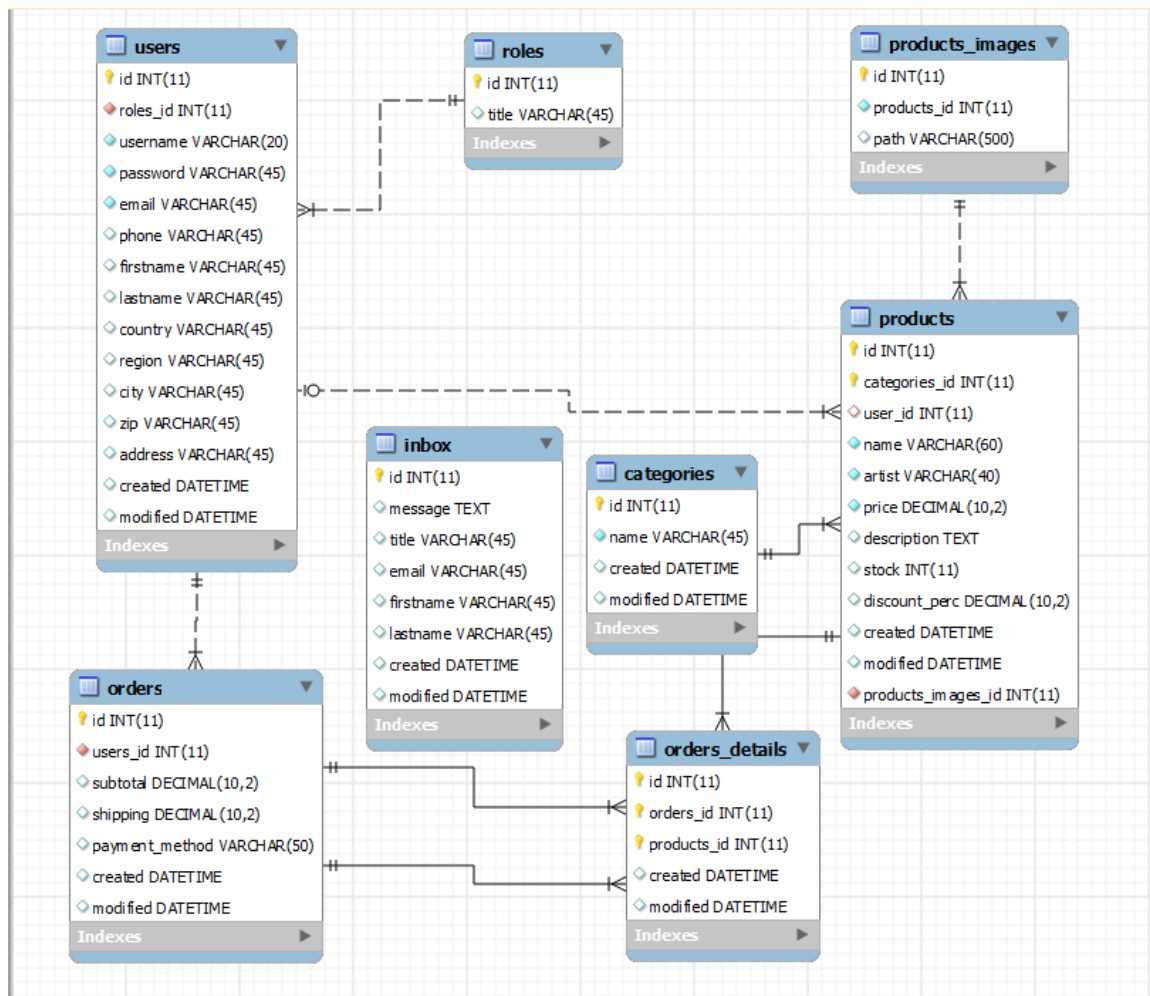 users
id INT(11)
roles_id INT(11)
username VARCHAR(20)
password VARCHAR(45)
email VARCHAR(45)
phone VARCHAR(45)
firstname VARCHAR(45)
lastname VARCHAR(45)
country VARCHAR(45)
region VARCHAR(45)
city VARCHAR(45)
zip VARCHAR(45)
address VARCHAR(45)
created DATETIME
modified DATETIME
Indexes
roles
id INT(11)
title VARCHAR(45)
Indexes
products_images
id INT(11)
products_id INT(11)
path VARCHAR(500)
Indexes
products
id INT(11)
categories_id INT(11)
user_id INT(11)
name VARCHAR(60)
artist VARCHAR(40)
price DECIMAL(10,2)
description TEXT
stock INT(11)
discount_perc DECIMAL(10,2)
created DATETIME
modified DATETIME
products_images_id INT(11)
Indexes
inbox
id INT(11)
message TEXT
title VARCHAR(45)
email VARCHAR(45)
firstname VARCHAR(45)
lastname VARCHAR(45)
created DATETIME
modified DATETIME
Indexes
categories
id INT(11)
name VARCHAR(45)
created DATETIME
modified DATETIME
Indexes
orders
id INT(11)
users_id INT(11)
subtotal DECIMAL(10,2)
shipping DECIMAL(10,2)
payment_method VARCHAR(50)
created DATETIME
modified DATETIME
Indexes
orders_details
id INT(11)
orders_id INT(11)
products_id INT(11)
created DATETIME
modified DATETIME
Indexes